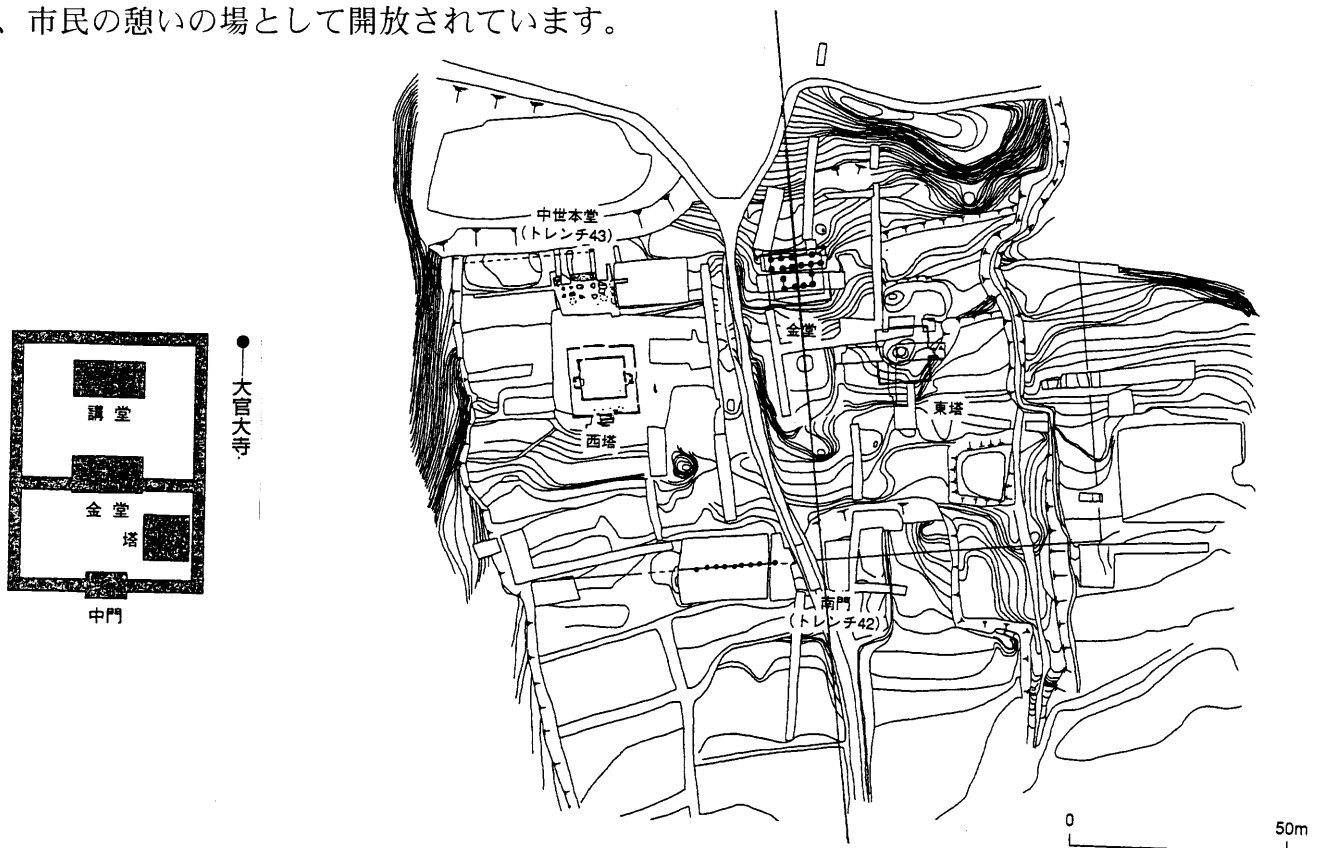 、市民の憩いの場として開放されています。
中世本堂
(トレンチ43)
金堂
東塔
西塔
南門
(トレンチ42)
0
50m
●大官大寺
講堂
金堂
塔
中門